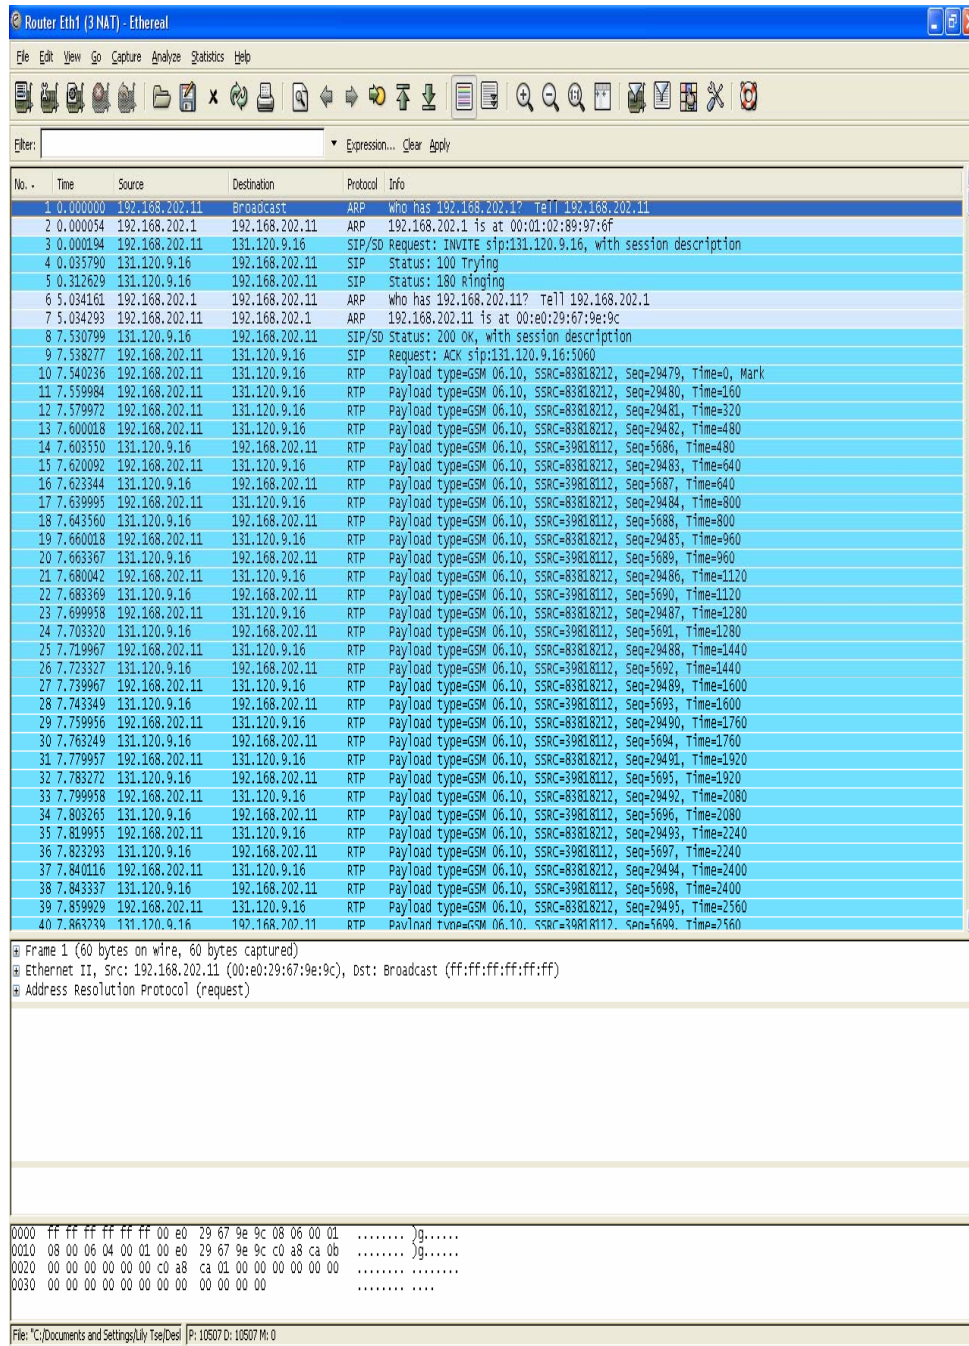 Router Eth1 (3 NAT) - Ethereal
File Edit View Go Capture Analyze Statistics Help
Filter: Expression... Clear Apply
No. Time Source Destination Protocol Info
1 0.000000 192.168.202.11 Broadcast ARP Who has 192.168.202.1? Tell 192.168.202.11
2 0.000054 192.168.202.1 192.168.202.11 ARP 192.168.202.1 is at 00:01:02:89:97:6f
3 0.000194 192.168.202.11 131.120.9.16 SIP/SD Request: INVITE sip:131.120.9.16, with session description
4 0.035790 131.120.9.16 192.168.202.11 SIP Status: 100 Trying
5 0.312629 131.120.9.16 192.168.202.11 SIP Status: 180 Ringing
6 5.034161 192.168.202.1 192.168.202.11 ARP Who has 192.168.202.11? Tell 192.168.202.1
7 5.034293 192.168.202.11 192.168.202.1 ARP 192.168.202.11 is at 00:e0:29:67:9e:9c
8 7.530799 131.120.9.16 192.168.202.11 SIP/SD Status: 200 OK, with session description
9 7.538277 192.168.202.11 131.120.9.16 SIP Request: ACK sip:131.120.9.16:5060
10 7.540236 192.168.202.11 131.120.9.16 RTP Payload type=GSM 06.10, SSRC=83818212, Seq=29479, Time=0, Mark
11 7.559984 192.168.202.11 131.120.9.16 RTP Payload type=GSM 06.10, SSRC=83818212, Seq=29480, Time=160
12 7.579972 192.168.202.11 131.120.9.16 RTP Payload type=GSM 06.10, SSRC=83818212, Seq=29481, Time=320
13 7.600018 192.168.202.11 131.120.9.16 RTP Payload type=GSM 06.10, SSRC=83818212, Seq=29482, Time=480
14 7.603550 131.120.9.16 192.168.202.11 RTP Payload type=GSM 06.10, SSRC=39818112, Seq=5686, Time=480
15 7.620092 192.168.202.11 131.120.9.16 RTP Payload type=GSM 06.10, SSRC=83818212, Seq=29483, Time=640
16 7.623344 131.120.9.16 192.168.202.11 RTP Payload type=GSM 06.10, SSRC=39818112, Seq=5687, Time=640
17 7.639995 192.168.202.11 131.120.9.16 RTP Payload type=GSM 06.10, SSRC=83818212, Seq=29484, Time=800
18 7.643560 131.120.9.16 192.168.202.11 RTP Payload type=GSM 06.10, SSRC=39818112, Seq=5688, Time=800
19 7.660018 192.168.202.11 131.120.9.16 RTP Payload type=GSM 06.10, SSRC=83818212, Seq=29485, Time=960
20 7.663367 131.120.9.16 192.168.202.11 RTP Payload type=GSM 06.10, SSRC=39818112, Seq=5689, Time=960
21 7.680042 192.168.202.11 131.120.9.16 RTP Payload type=GSM 06.10, SSRC=83818212, Seq=29486, Time=1120
22 7.683369 131.120.9.16 192.168.202.11 RTP Payload type=GSM 06.10, SSRC=39818112, Seq=5690, Time=1120
23 7.699958 192.168.202.11 131.120.9.16 RTP Payload type=GSM 06.10, SSRC=83818212, Seq=29487, Time=1280
24 7.703320 131.120.9.16 192.168.202.11 RTP Payload type=GSM 06.10, SSRC=39818112, Seq=5691, Time=1280
25 7.719967 192.168.202.11 131.120.9.16 RTP Payload type=GSM 06.10, SSRC=83818212, Seq=29488, Time=1440
26 7.723327 131.120.9.16 192.168.202.11 RTP Payload type=GSM 06.10, SSRC=39818112, Seq=5692, Time=1440
27 7.739967 192.168.202.11 131.120.9.16 RTP Payload type=GSM 06.10, SSRC=83818212, Seq=29489, Time=1600
28 7.743349 131.120.9.16 192.168.202.11 RTP Payload type=GSM 06.10, SSRC=39818112, Seq=5693, Time=1600
29 7.759956 192.168.202.11 131.120.9.16 RTP Payload type=GSM 06.10, SSRC=83818212, Seq=29490, Time=1760
30 7.763249 131.120.9.16 192.168.202.11 RTP Payload type=GSM 06.10, SSRC=39818112, Seq=5694, Time=1760
31 7.779957 192.168.202.11 131.120.9.16 RTP Payload type=GSM 06.10, SSRC=83818212, Seq=29491, Time=1920
32 7.783272 131.120.9.16 192.168.202.11 RTP Payload type=GSM 06.10, SSRC=39818112, Seq=5695, Time=1920
33 7.799958 192.168.202.11 131.120.9.16 RTP Payload type=GSM 06.10, SSRC=83818212, Seq=29492, Time=2080
34 7.803265 131.120.9.16 192.168.202.11 RTP Payload type=GSM 06.10, SSRC=39818112, Seq=5696, Time=2080
35 7.819955 192.168.202.11 131.120.9.16 RTP Payload type=GSM 06.10, SSRC=83818212, Seq=29493, Time=2240
36 7.823293 131.120.9.16 192.168.202.11 RTP Payload type=GSM 06.10, SSRC=39818112, Seq=5697, Time=2240
37 7.840116 192.168.202.11 131.120.9.16 RTP Payload type=GSM 06.10, SSRC=83818212, Seq=29494, Time=2400
38 7.843337 131.120.9.16 192.168.202.11 RTP Payload type=GSM 06.10, SSRC=39818112, Seq=5698, Time=2400
39 7.859929 192.168.202.11 131.120.9.16 RTP Payload type=GSM 06.10, SSRC=83818212, Seq=29495, Time=2560
40 7.863239 131.120.9.16 192.168.202.11 RTP Payload type=GSM 06.10, SSRC=39818112, Seq=5699, Time=2560
Frame 1 (60 bytes on wire, 60 bytes captured)
Ethernet II, Src: 192.168.202.11 (00:e0:29:67:9e:9c), Dst: Broadcast (ff:ff:ff:ff:ff:ff)
Address Resolution Protocol (request)
0000 ff ff ff ff ff ff 00 e0 29 67 9e 9c 08 06 00 01 ........ )g......
0010 08 00 06 04 00 01 00 e0 29 67 9e 9c c0 a8 ca 0b ........ )g......
0020 00 00 00 00 00 00 c0 a8 ca 01 00 00 00 00 00 00 ........ ........
0030 00 00 00 00 00 00 00 00 00 00 00 00 ........ ....
File: "C:/Documents and Settings/Lily Tse/Desl P: 10507 D: 10507 M: 0